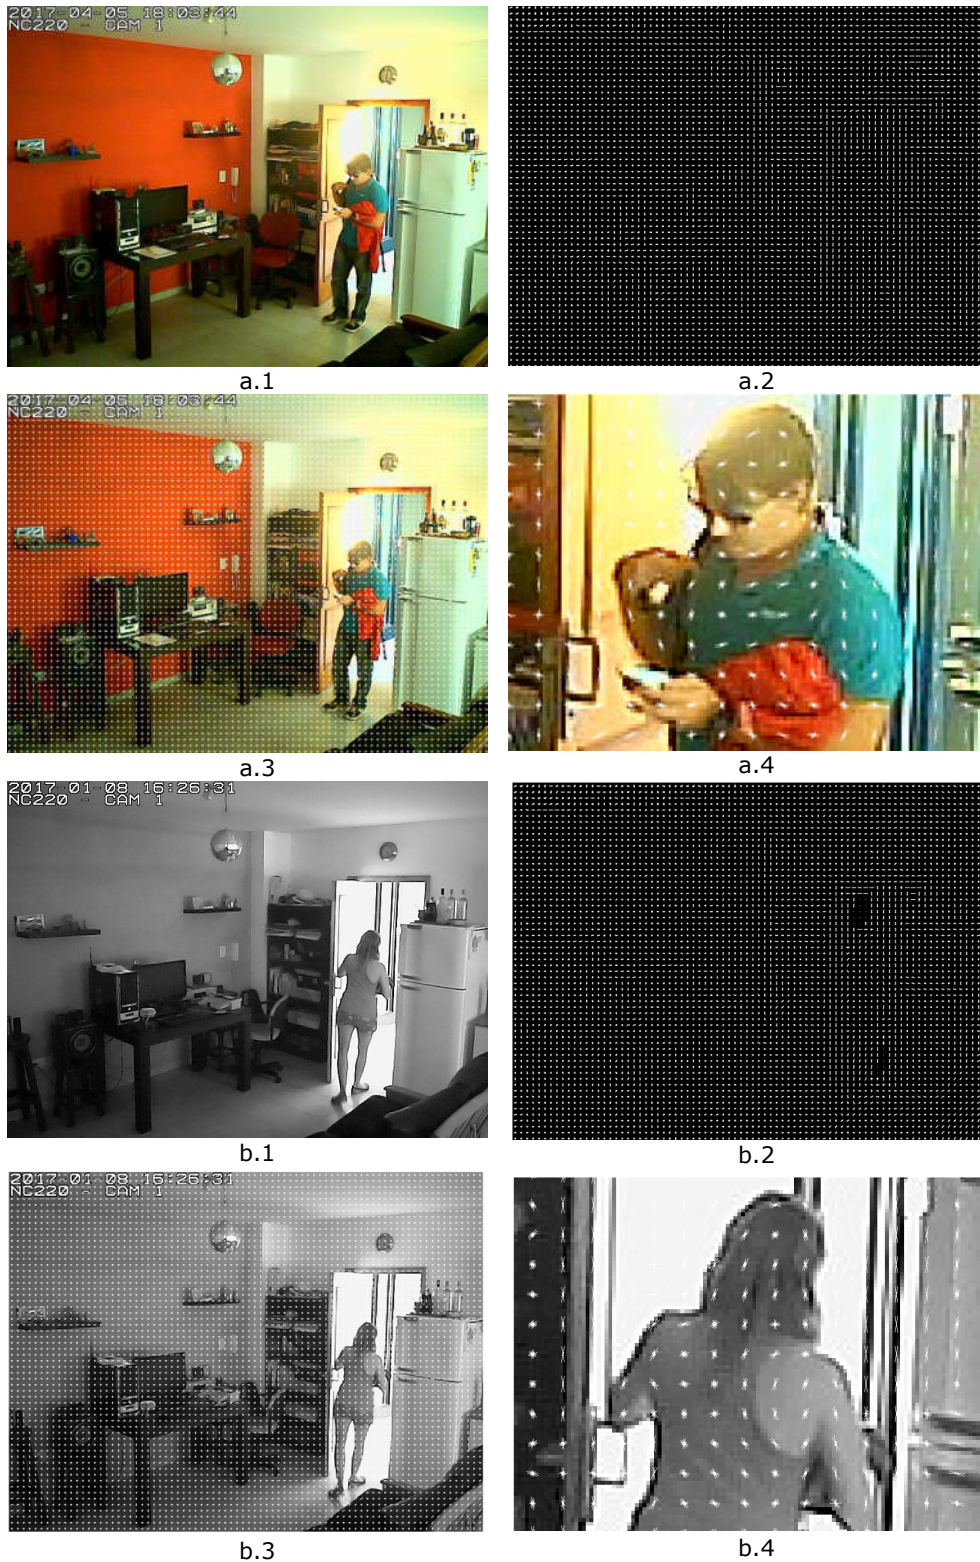 2017-04-05 18:03:44
NC220 - CAM 1
a.1
a.2
2017-04-05 18:03:44
NC220 - CAM 1
a.3
a.4
2017-01-08 16:26:31
NC220 - CAM 1
b.1
b.2
2017-01-08 16:26:31
NC220 - CAM 1
b.3
b.4